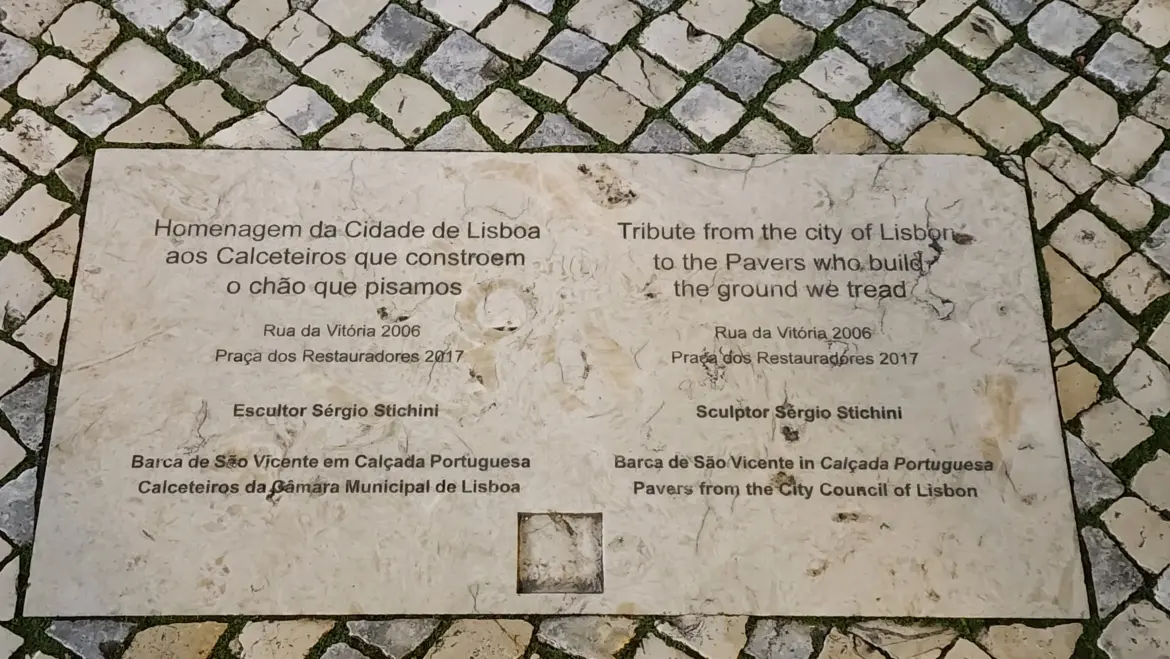 Homenagem da Cidade de Lisboa
aos Calceteiros que constroem
o chão que pisamos
Rua da Vitória 2006
Praça dos Restauradores 2017
Escultor Sérgio Stichini
Barca de São Vicente em Calçada Portuguesa
Calceteiros da Câmara Municipal de Lisboa
Tribute from the city of Lisbon
to the Pavers who build
the ground we tread
Rua da Vitória 2006
Praça dos Restauradores 2017
Sculptor Sérgio Stichini
Barca de São Vicente in Calçada Portuguesa
Pavers from the City Council of Lisbon